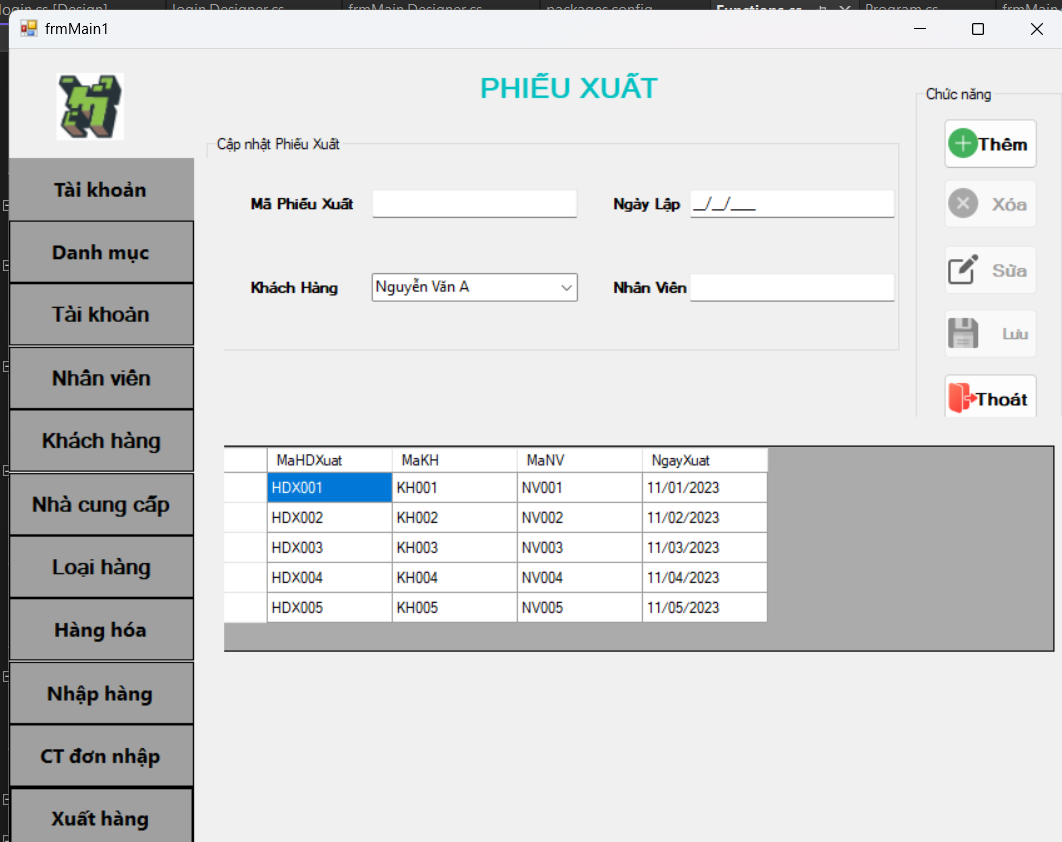 frmMain1
PHIẾU XUẤT
Chức năng
Cập nhật Phiếu Xuất
Thêm
Mã Phiếu Xuất
Ngày Lập __/__/____
Xóa
Khách Hàng Nguyễn Văn A
Nhân Viên
Sửa
Lưu
Thoát
Tài khoản
Danh mục
Tài khoản
Nhân viên
Khách hàng
Nhà cung cấp
Loại hàng
Hàng hóa
Nhập hàng
CT đơn nhập
Xuất hàng
MaHDXuat MaKH MaNV NgayXuat
HDX001 KH001 NV001 11/01/2023
HDX002 KH002 NV002 11/02/2023
HDX003 KH003 NV003 11/03/2023
HDX004 KH004 NV004 11/04/2023
HDX005 KH005 NV005 11/05/2023